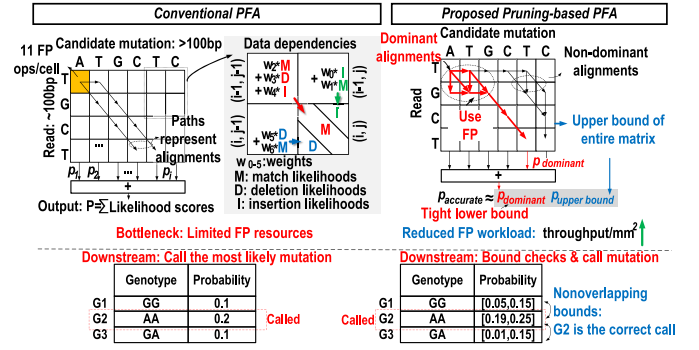 Conventional PFA
Proposed Pruning-based PFA
11 FP
ops/cell
Candidate mutation: >100bp
A T G C T C
Read: ~100bp
T
G
C
T
...
Paths
represent
alignments
p1 p2 ... pi
+
Output: P=∑ Likelihood scores
Data dependencies
(i-1, j-1)
w2*M
+ w3*D
+ w4*I
+ w0*I
w1*M
(i-1, j)
I
(i, j-1)
+ w5*D
w6*M
M
D
(i, j)
w0-5:weights
M: match likelihoods
D: deletion likelihoods
I: insertion likelihoods
Bottleneck: Limited FP resources
Dominant
alignments
Candidate mutation
A T G C T C
Read
T
G
C
T
Use
FP
Non-dominant
alignments
Upper bound of
entire matrix
p dominant
+
p accurate ≈ p dominant p upper bound
Tight lower bound
Reduced FP workload: throughput/mm2
Downstream: Call the most likely mutation
Genotype Probability
G1 GG 0.1
G2 AA 0.2 Called
G3 GA 0.1
Downstream: Bound checks & call mutation
Genotype Probability
G1 GG [0.05,0.15]
Called G2 AA [0.19,0.25]
G3 GA [0.01,0.15]
Nonoverlapping
bounds:
G2 is the correct call